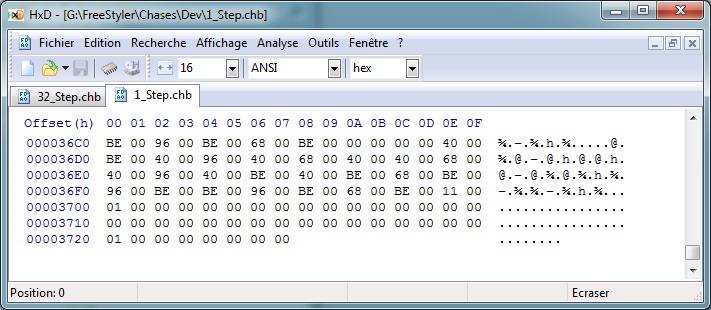 HxD - [G:\FreeStyler\Chases\Dev\1_Step.chb]
Fichier Edition Recherche Affichage Analyse Outils Fenêtre ?
16 ANSI hex
32_Step.chb 1_Step.chb
Offset(h) 00 01 02 03 04 05 06 07 08 09 0A 0B 0C 0D 0E 0F
000036C0 BE 00 96 00 BE 00 68 00 BE 00 00 00 00 00 40 00 ¾.–.¾.h.¾.....@.
000036D0 BE 00 40 00 96 00 40 00 68 00 40 00 40 00 68 00 ¾.@.–.@.h.@.@.h.
000036E0 40 00 96 00 40 00 BE 00 40 00 BE 00 68 00 BE 00 @.–.@.¾.@.¾.h.¾.
000036F0 96 00 BE 00 BE 00 96 00 BE 00 68 00 BE 00 11 00 –.¾.¾.–.¾.h.¾...
00003700 01 00 00 00 00 00 00 00 00 00 00 00 00 00 00 00 ................
00003710 00 00 00 00 00 00 00 00 00 00 00 00 00 00 00 00 ................
00003720 01 00 00 00 00 00 00 00 ........
Position: 0 Ecraser